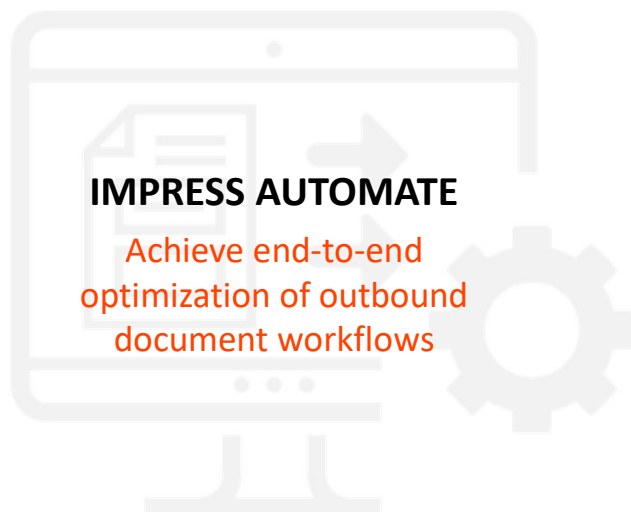 IMPRESS AUTOMATE
Achieve end-to-end
optimization of outbound
document workflows